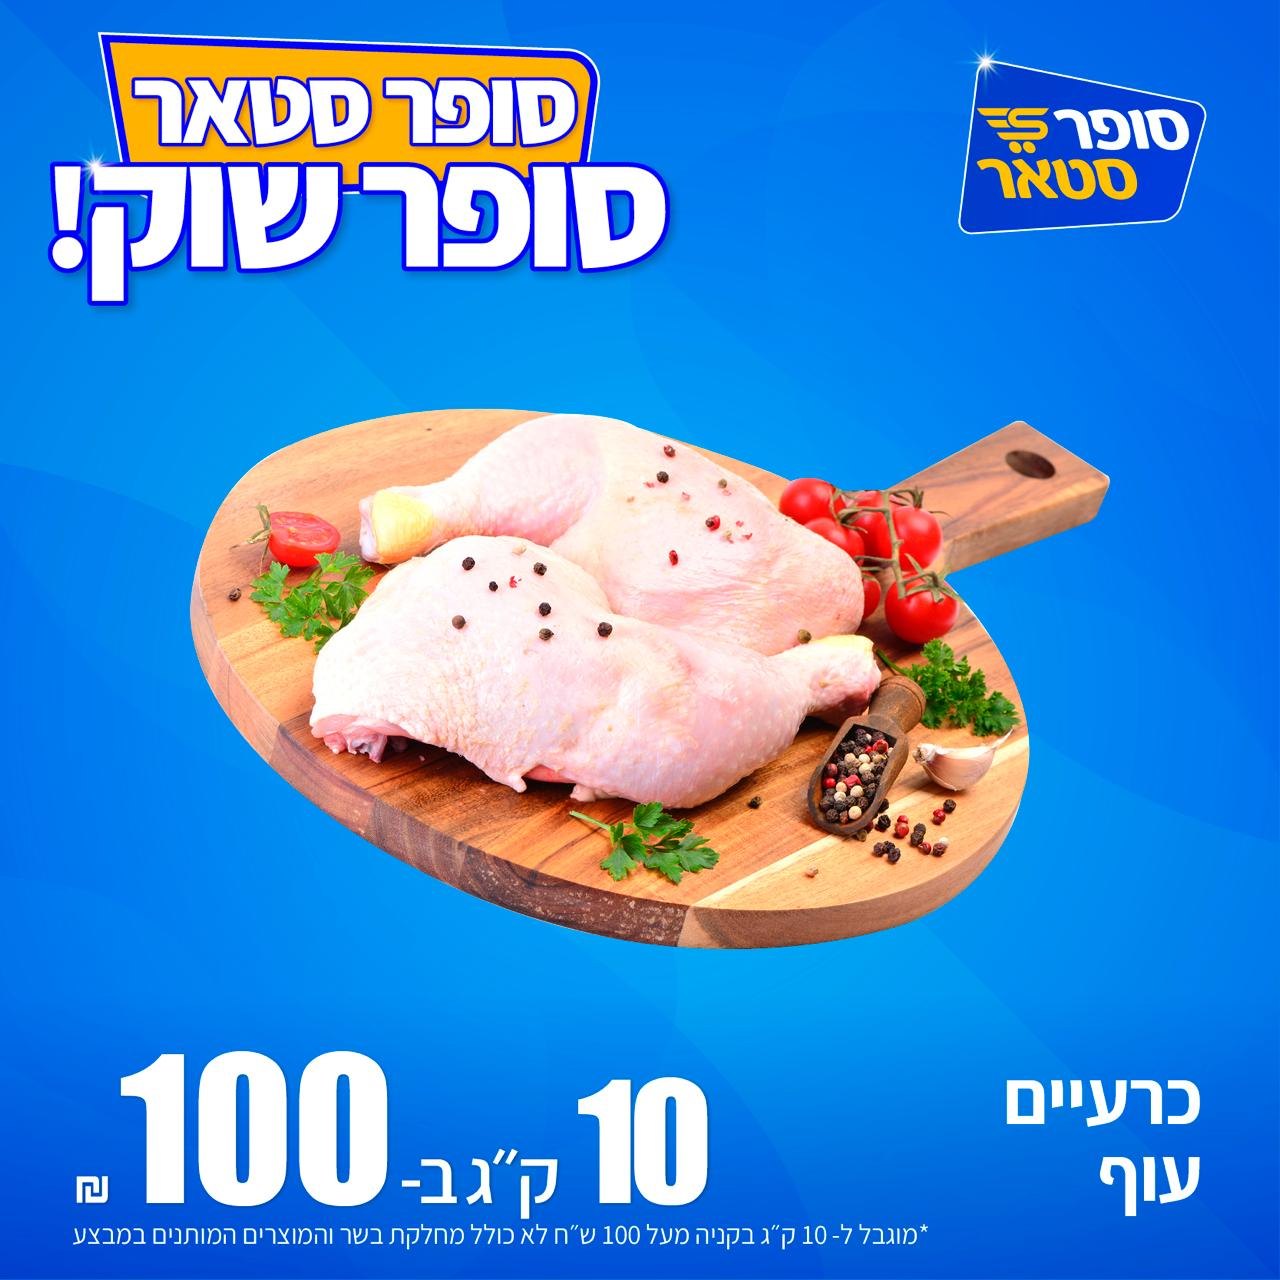 סופר סטאר
סופר שוק!
סופר
סטאר
כרעיים
עוף
10 ק״ג ב-100 ₪
*מוגבל ל- 10 ק״ג בקניה מעל 100 ש״ח לא כולל מחלקת בשר והמוצרים המותנים במבצע